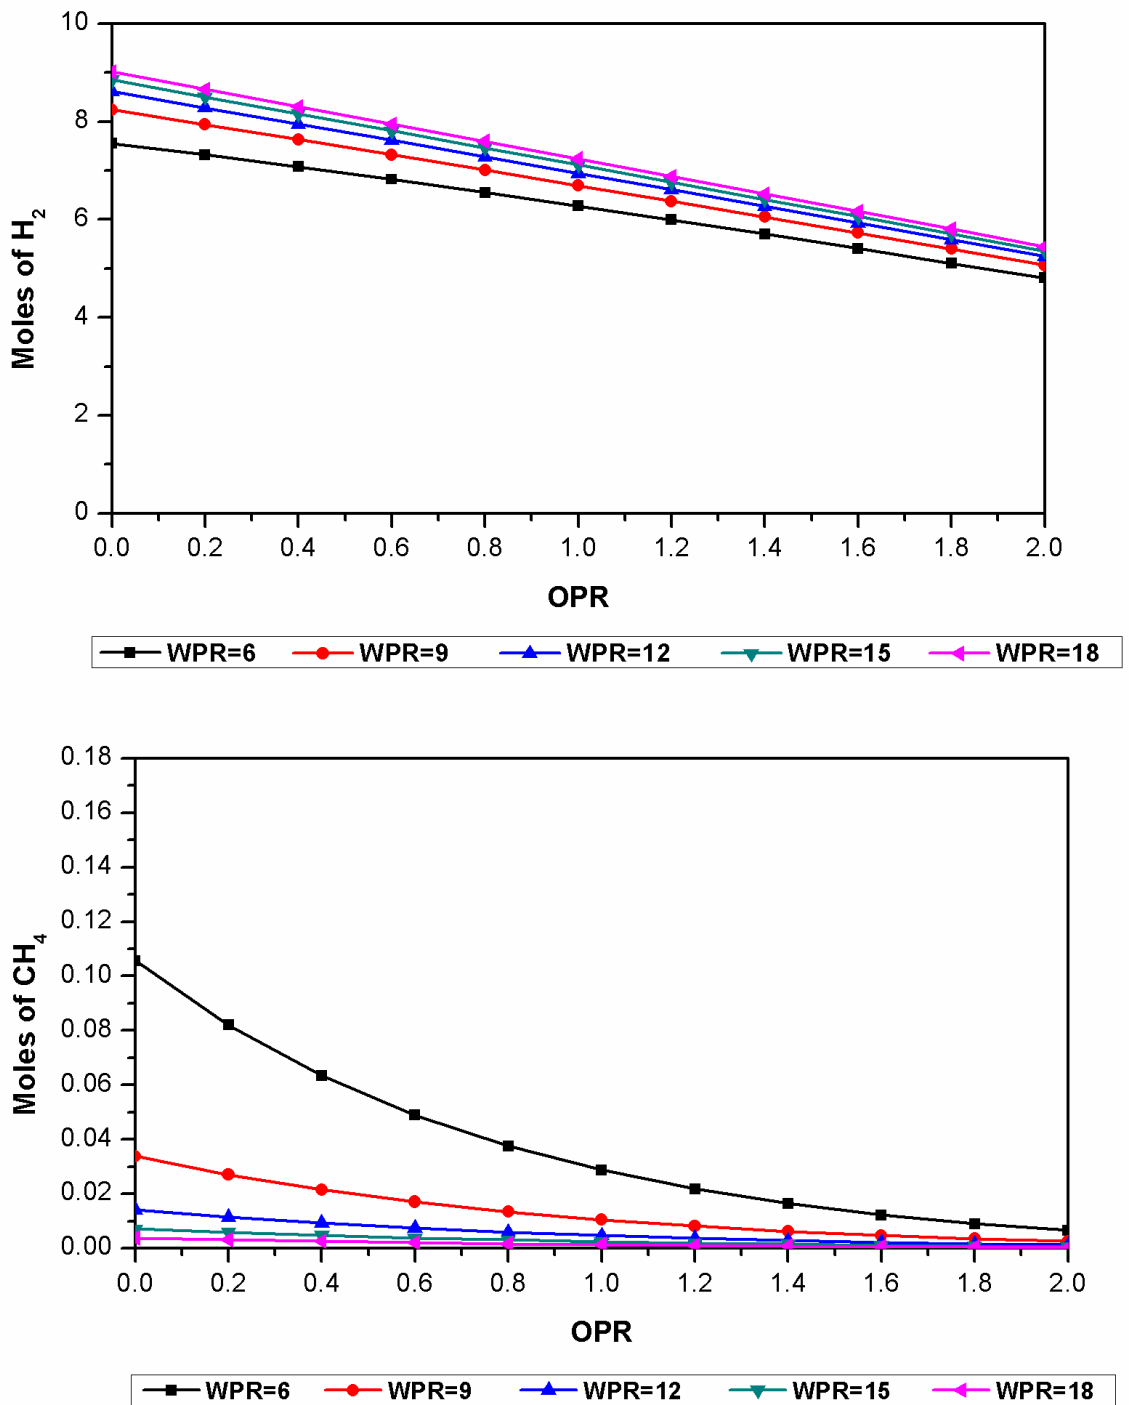 10
8
6
4
2
0
Moles of H2
0.0 0.2 0.4 0.6 0.8 1.0 1.2 1.4 1.6 1.8 2.0
OPR
WPR=6 WPR=9 WPR=12 WPR=15 WPR=18
0.18
0.16
0.14
0.12
0.10
0.08
0.06
0.04
0.02
0.00
Moles of CH4
0.0 0.2 0.4 0.6 0.8 1.0 1.2 1.4 1.6 1.8 2.0
OPR
WPR=6 WPR=9 WPR=12 WPR=15 WPR=18